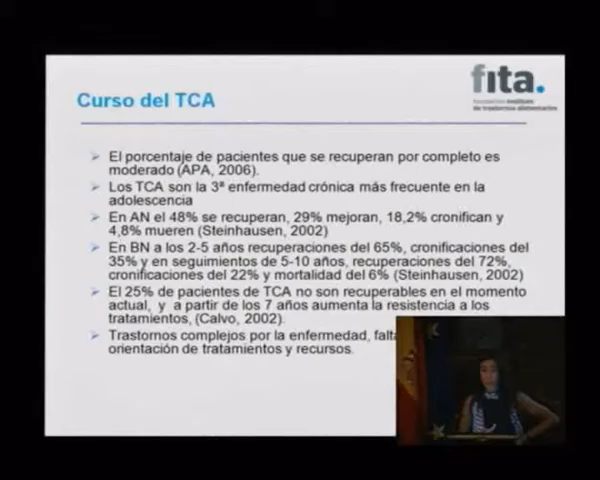 fita.
de trastornos alimentarios
Curso del TCA
El porcentaje de pacientes que se recuperan por completo es
moderado (APA, 2006).
Los TCA son la 3ª enfermedad crónica más frecuente en la
adolescencia
En AN el 48% se recuperan, 29% mejoran, 18,2% cronifican y
4,8% mueren (Steinhausen, 2002)
En BN a los 2-5 años recuperaciones del 65%, cronificaciones del
35% y en seguimientos de 5-10 años, recuperaciones del 72%,
cronificaciones del 22% y mortalidad del 6% (Steinhausen, 2002)
El 25% de pacientes de TCA no son recuperables en el momento
actual, y a partir de los 7 años aumenta la resistencia a los
tratamientos, (Calvo, 2002).
Trastornos complejos por la enfermedad, falta
orientación de tratamientos y recursos.